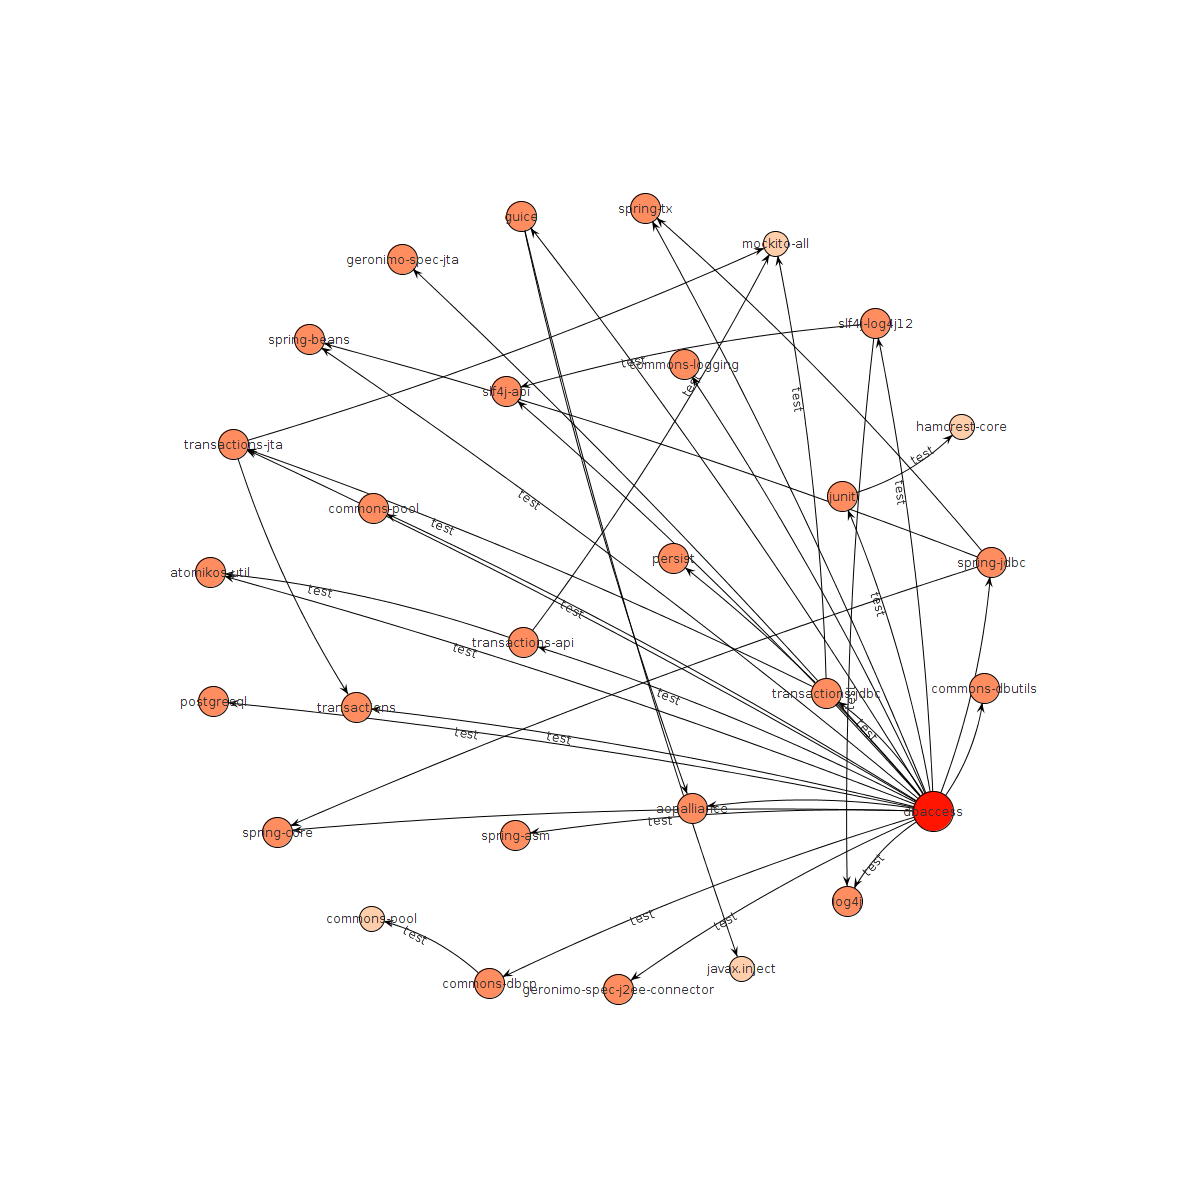 spring-tx
guice
mockito-all
geronimo-spec-jta
slf4j-log4j12
spring-beans
test
commons-logging
test
slf4j-api
test
hamcrest-core
transactions-jta
test
test
junit
test
commons-pool
test
persist
spring-jdbc
atomikos-util
test
test
test
transactions-api
test
commons-dbutils
transactions-jdbc
test
test
postgresql
transactions
test
test
test
aopalliance
dbaccess
test
spring-core
spring-asm
test
log4j
commons-pool
test
test
test
javax.inject
commons-dbcp
geronimo-spec-j2ee-connector